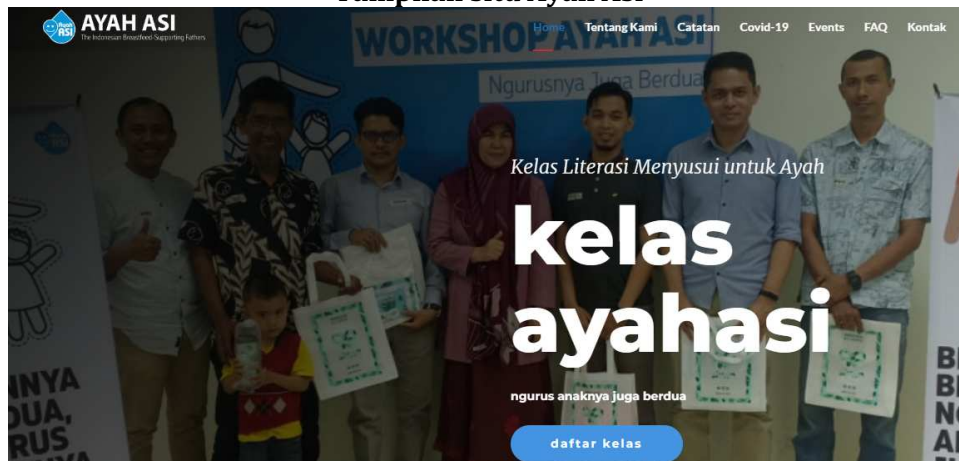 Tampilan Situ Ayah Asi
AYAH ASI
The Indonesian Breastfeed-Supporting Fathers
Home Tentang Kami Catatan Covid-19 Events FAQ Kontak
WORKSHOP AYAH ASI
Ngurusnya Juga Berdua
Kelas Literasi Menyusui untuk Ayah
kelas
ayahasi
ngurus anaknya juga berdua
daftar kelas